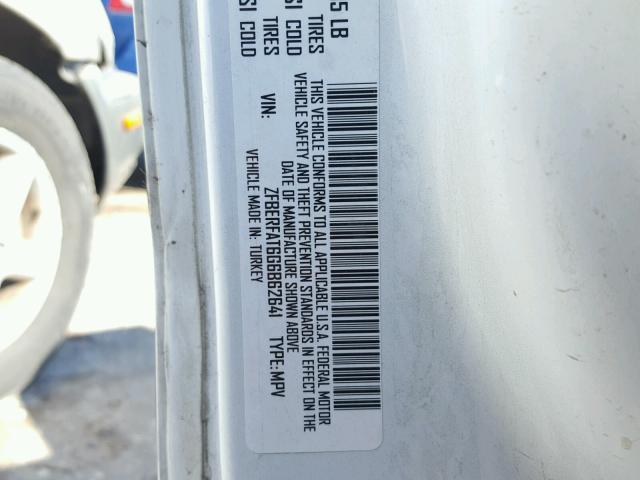 5 LB
TIRES
SI COLD
TIRES
SI COLD
THIS VEHICLE CONFORMS TO ALL APPLICABLE U.S.A. FEDERAL MOTOR
VEHICLE SAFETY AND THEFT PREVENTION STANDARDS IN EFFECT ON THE
DATE OF MANUFACTURE SHOWN ABOVE
VIN: ZFBERFAT6G6B62641 TYPE: MPV
VEHICLE MADE IN: TURKEY